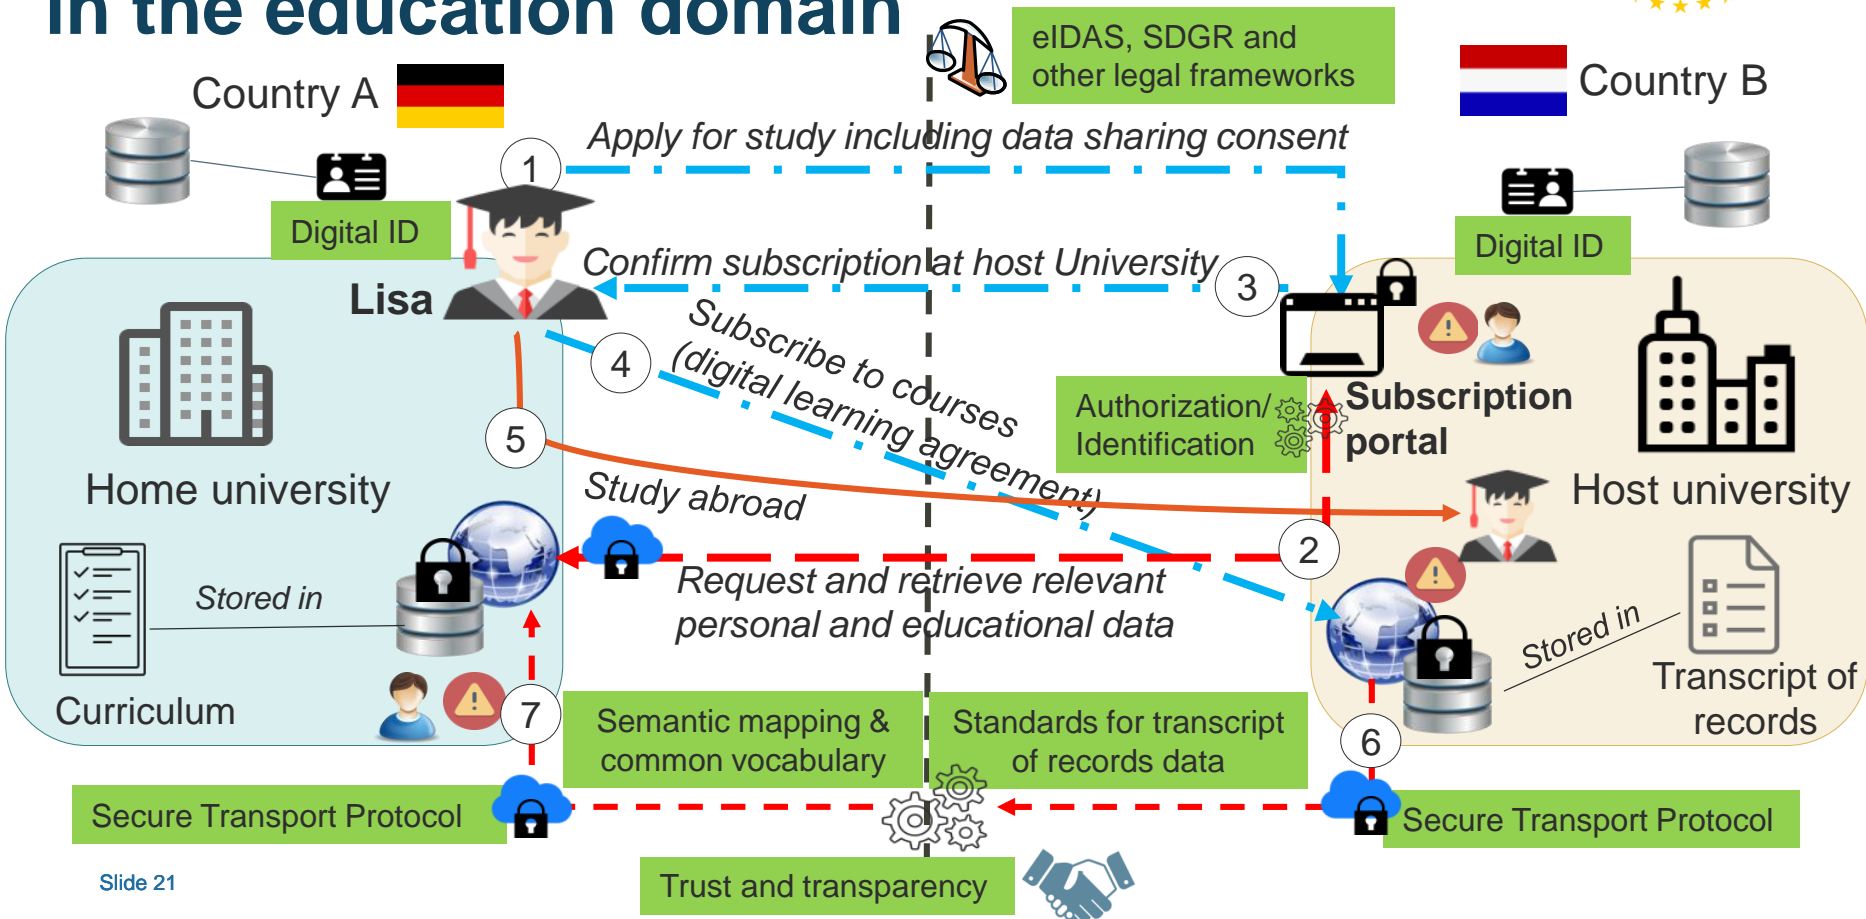 in the education domain
eIDAS, SDGR and
other legal frameworks
Country A
Country B
Apply for study including data sharing consent
1
Digital ID
Digital ID
Confirm subscription at host University
3
Lisa
4
Subscribe to courses
(digital learning agreement)
Authorization/
Identification
Subscription
portal
5
Home university
Study abroad
Host university
2
Request and retrieve relevant
personal and educational data
Stored in
Stored in
Curriculum
Transcript of
records
7
Semantic mapping &
common vocabulary
Standards for transcript
of records data
6
Secure Transport Protocol
Secure Transport Protocol
Slide 21
Trust and transparency